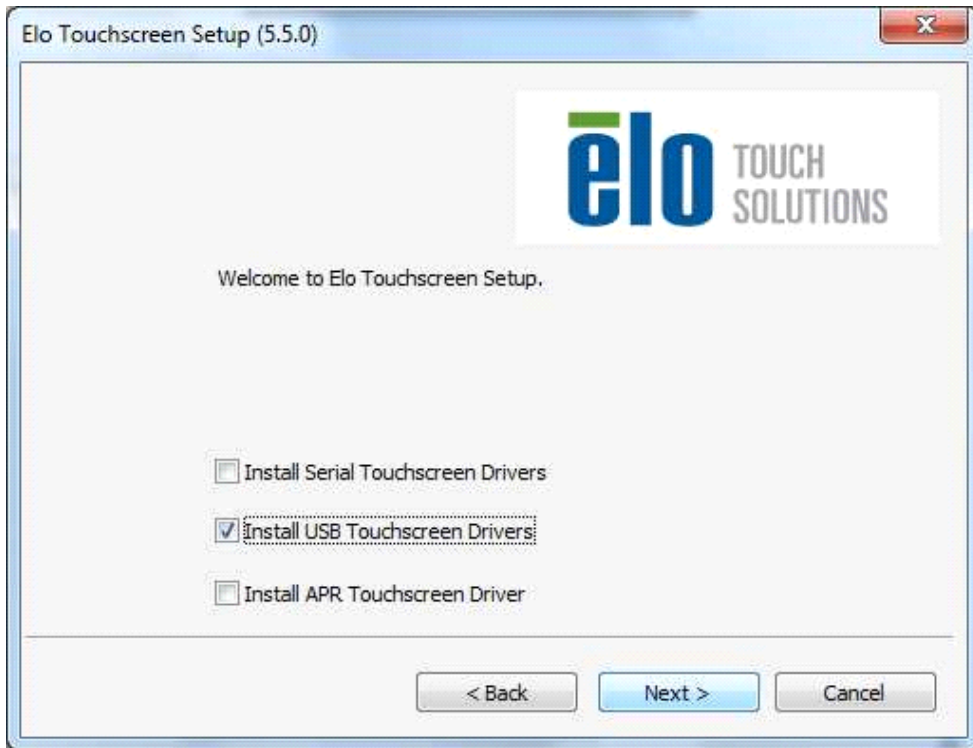 Elo Touchscreen Setup (5.5.0)
ēlo TOUCH
SOLUTIONS
Welcome to Elo Touchscreen Setup.
Install Serial Touchscreen Drivers
Install USB Touchscreen Drivers
Install APR Touchscreen Driver
< Back Next > Cancel